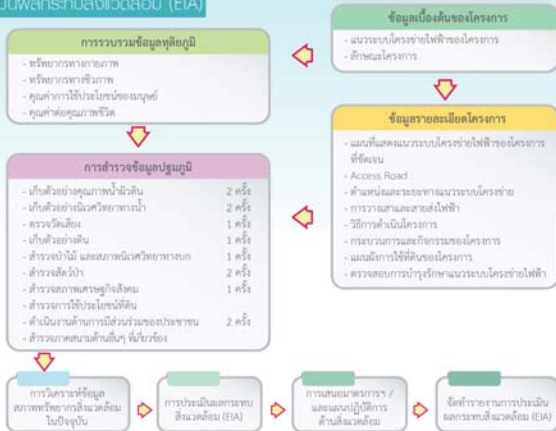 นผลกระทบสิ่งแวดล้อม (EIA)
ข้อมูลเบื้องต้นของโครงการ
- แนวระบบโครงข่ายไฟฟ้าของโครงการ
- ลักษณะโครงการ
การรวบรวมข้อมูลทุติยภูมิ
- ทรัพยากรทางกายภาพ
- ทรัพยากรทางชีวภาพ
- คุณค่าการใช้ประโยชน์ของมนุษย์
- คุณค่าต่อคุณภาพชีวิต
ข้อมูลรายละเอียดโครงการ
- แผนที่แสดงแนวระบบโครงข่ายไฟฟ้าของโครงการ
ที่ชัดเจน
- Access Road
- ตำแหน่งและระยะทางแนวระบบโครงข่าย
- การวางเสาและสายส่งไฟฟ้า
- วิธีการดำเนินโครงการ
- กระบวนการและกิจกรรมของโครงการ
- แผนผังการใช้ที่ดินของโครงการ
- ตรวจสอบการบำรุงรักษาแนวระบบโครงข่ายไฟฟ้า
การสำรวจข้อมูลปฐมภูมิ
- เก็บตัวอย่างคุณภาพน้ำผิวดิน 2 ครั้ง
- เก็บตัวอย่างนิเวศวิทยาทางน้ำ 2 ครั้ง
- ตรวจวัดเสียง 1 ครั้ง
- เก็บตัวอย่างดิน 1 ครั้ง
- สำรวจป่าไม้ และสภาพนิเวศวิทยาทางบก 1 ครั้ง
- สำรวจสัตว์ป่า 2 ครั้ง
- สำรวจสภาพเศรษฐกิจสังคม 1 ครั้ง
- สำรวจการใช้ประโยชน์ที่ดิน
- ดำเนินงานด้านการมีส่วนร่วมของประชาชน 2 ครั้ง
- สำรวจภาคสนามด้านอื่นๆ ที่เกี่ยวข้อง
การวิเคราะห์ข้อมูล
สภาพทรัพยากรสิ่งแวดล้อม
ในปัจจุบัน
การประเมินผลกระทบ
สิ่งแวดล้อม (EIA)
การเสนอมาตรการฯ /
และแผนปฏิบัติการ
ด้านสิ่งแวดล้อม
จัดทำรายงานการประเมิน
ผลกระทบสิ่งแวดล้อม (EIA)